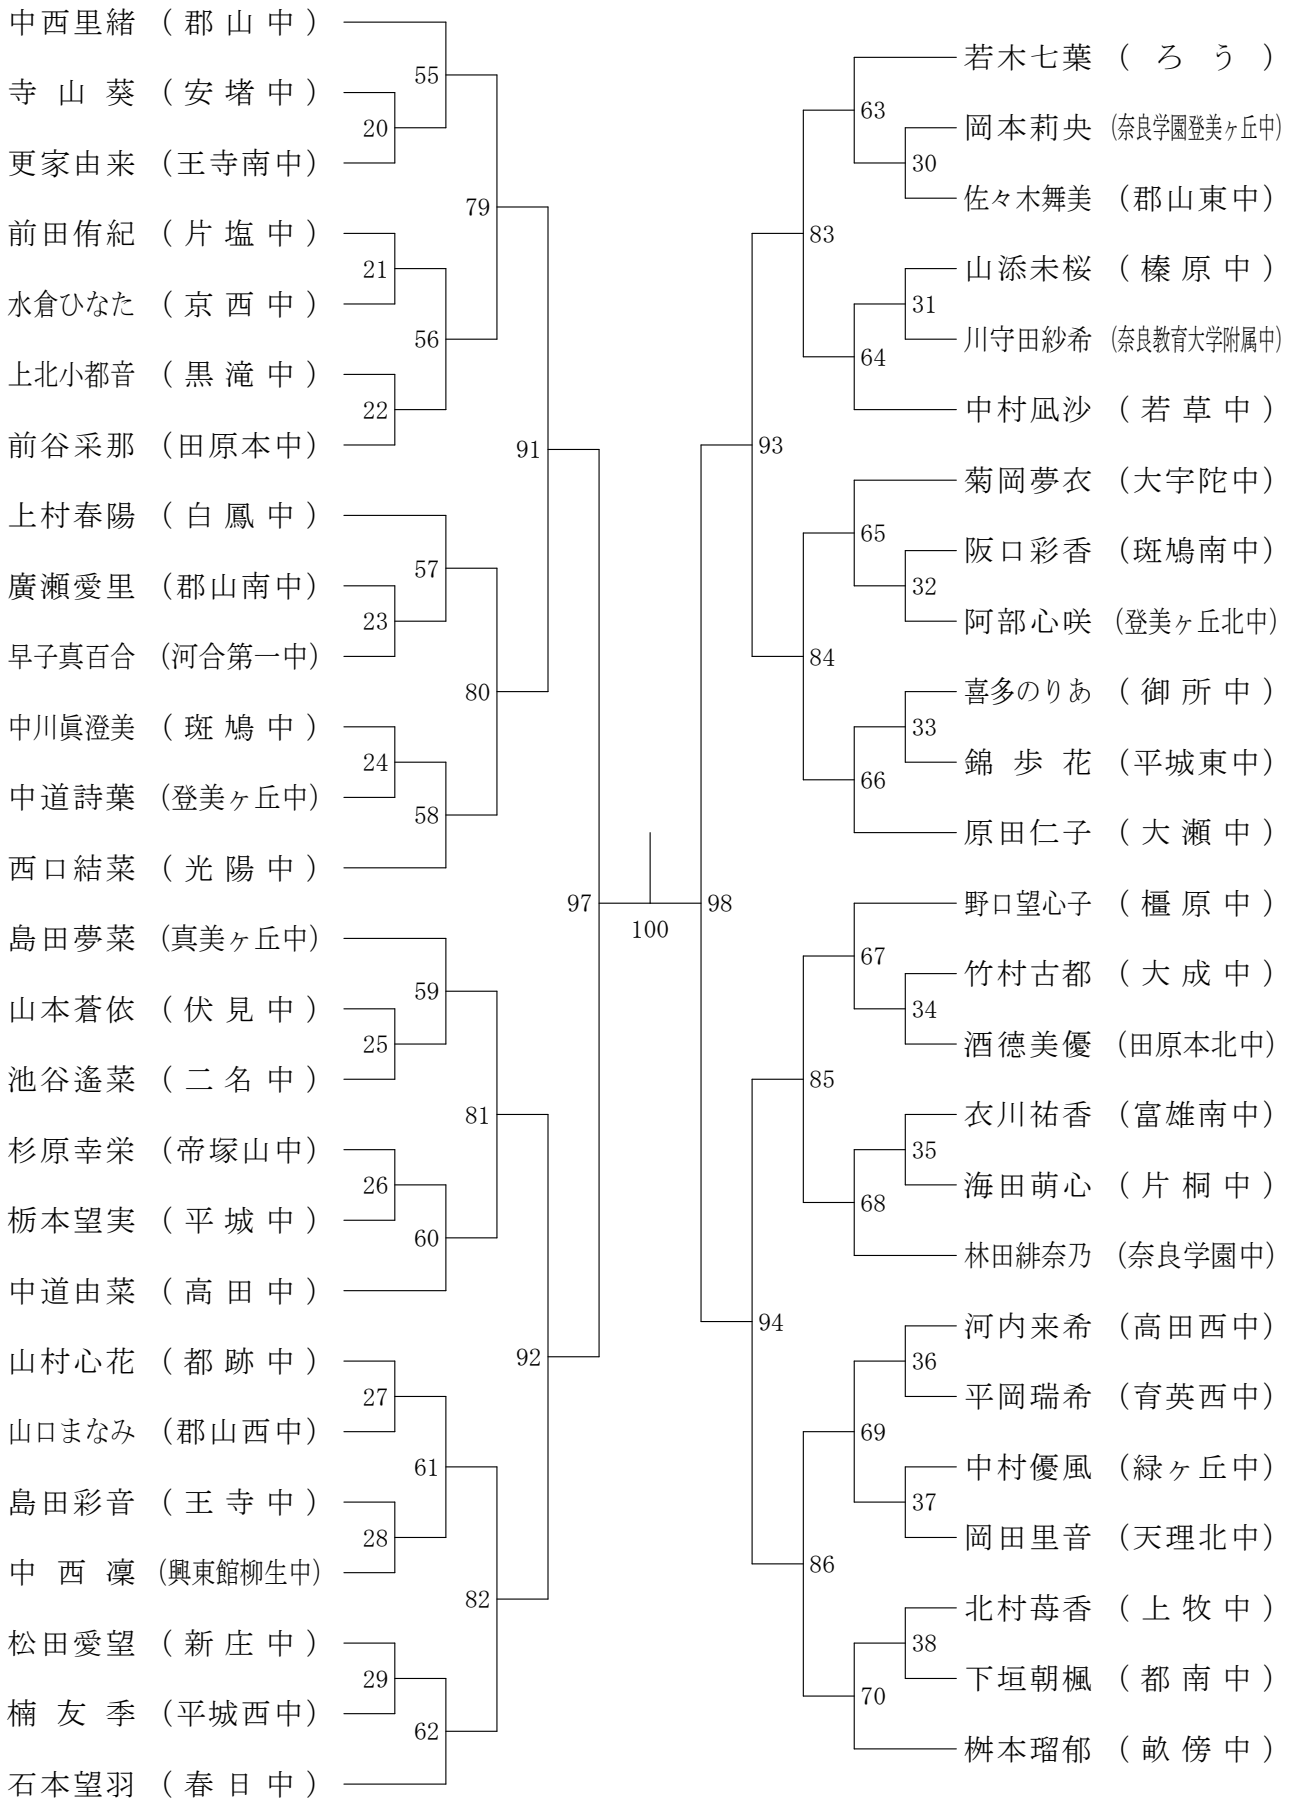 中西里緒 （郡山中）
寺山葵 （安堵中）
更家由来 （王寺南中）
前田侑紀 （片塩中）
水倉ひなた （京西中）
上北小都音 （黒滝中）
前谷采那 （田原本中）
上村春陽 （白鳳中）
廣瀬愛里 （郡山南中）
早子真百合 （河合第一中）
中川眞澄美 （斑鳩中）
中道詩葉 （登美ヶ丘中）
西口結菜 （光陽中）
島田夢菜 （真美ヶ丘中）
山本蒼依 （伏見中）
池谷遙菜 （二名中）
杉原幸栄 （帝塚山中）
栃本望実 （平城中）
中道由菜 （高田中）
山村心花 （都跡中）
山口まなみ （郡山西中）
島田彩音 （王寺中）
中西凜 （興東館柳生中）
松田愛望 （新庄中）
楠友季 （平城西中）
石本望羽 （春日中）
20
21
22
23
24
25
26
27
28
29
55
56
57
58
59
60
61
62
79
80
81
82
91
92
97
100
98
93
94
83
84
85
86
63
64
65
66
67
68
69
70
30
31
32
33
34
35
36
37
38
若木七葉 （ろう）
岡本莉央 （奈良学園登美ヶ丘中）
佐々木舞美 （郡山東中）
山添未桜 （榛原中）
川守田紗希 （奈良教育大学附属中）
中村凪沙 （若草中）
菊岡夢衣 （大宇陀中）
阪口彩香 （斑鳩南中）
阿部心咲 （登美ヶ丘北中）
喜多のりあ （御所中）
錦歩花 （平城東中）
原田仁子 （大瀬中）
野口望心子 （橿原中）
竹村古都 （大成中）
酒德美優 （田原本北中）
衣川祐香 （富雄南中）
海田萌心 （片桐中）
林田緋奈乃 （奈良学園中）
河内来希 （高田西中）
平岡瑞希 （育英西中）
中村優風 （緑ヶ丘中）
岡田里音 （天理北中）
北村苺香 （上牧中）
下垣朝楓 （都南中）
桝本瑠郁 （畝傍中）